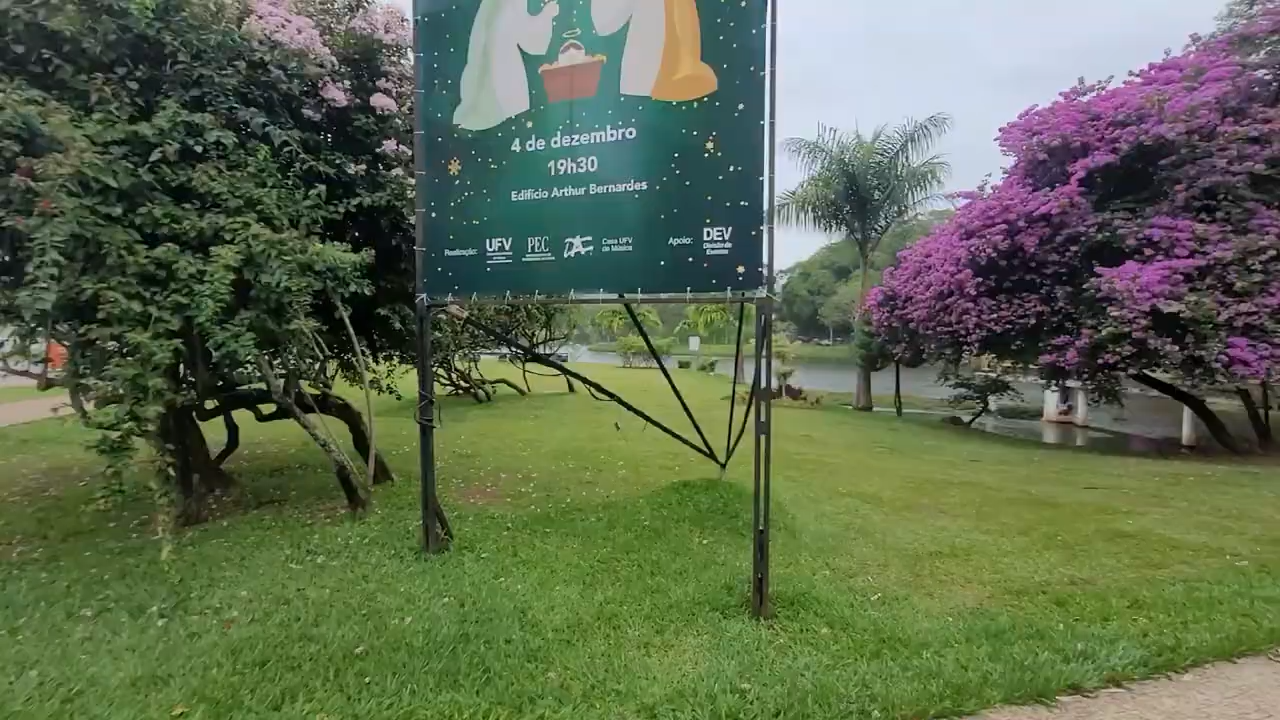 4 de dezembro
19h30
Edifício Arthur Bernardes
Realização: UFV PEC DAC Casa UFV de Música Apoio: DEV Divisão de Eventos